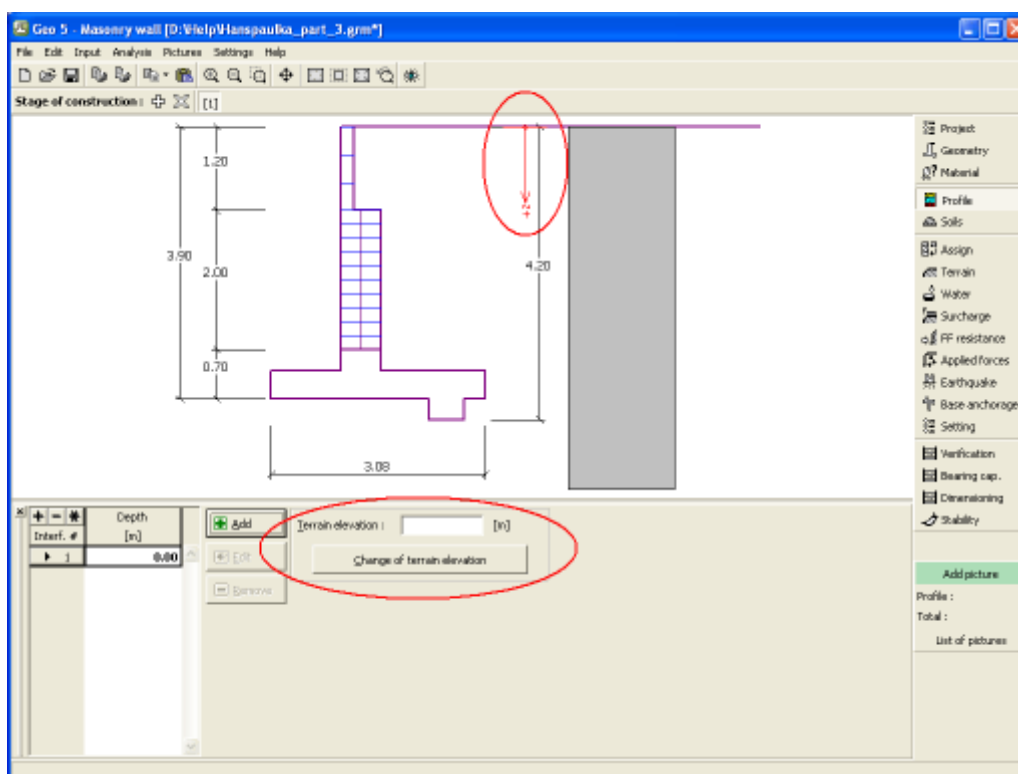 Geo 5 - Masonry wall [D:\Help\Hanspaulka_part_3.grm*]
File Edit Input Analysis Pictures Settings Help
Stage of construction : [1]
1.20
3.90
2.00
0.70
3.08
4.20
+z
Project
Geometry
Material
Profile
Soils
Assign
Terrain
Water
Surcharge
FF resistance
Applied forces
Earthquake
Base anchorage
Setting
Verification
Bearing cap.
Dimensioning
Stability
Add picture
Profile :
Total :
List of pictures
Interf. #
Depth
[m]
1 0.00
Add
Edit
Remove
Terrain elevation : [m]
Change of terrain elevation